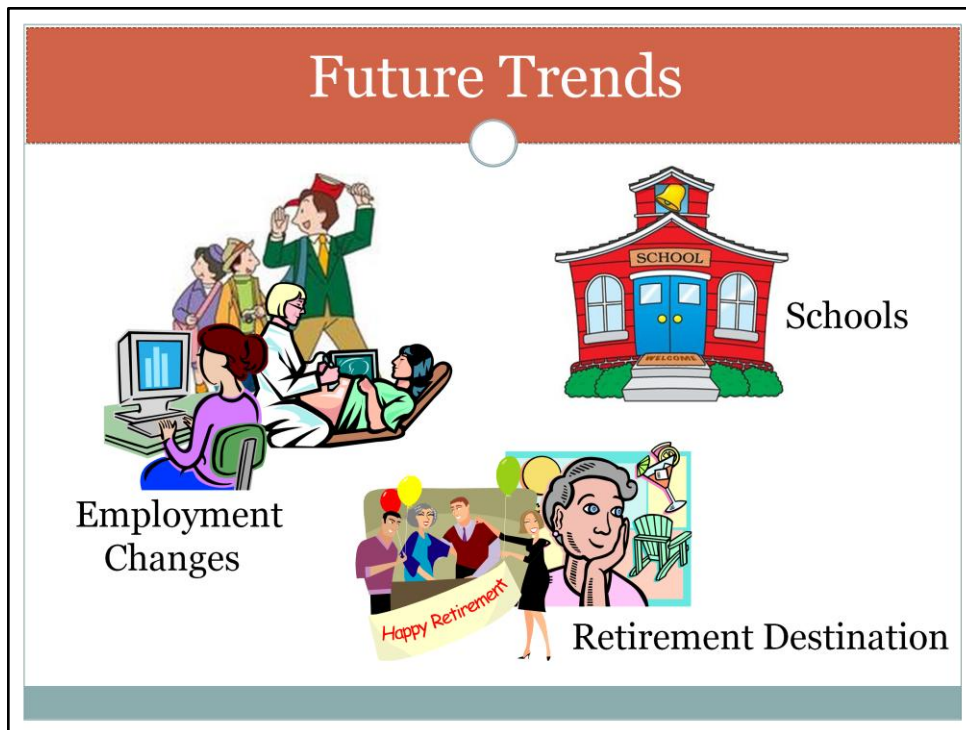 Future Trends
SCHOOL
WELCOME
Schools
Employment
Changes
Happy Retirement
Retirement Destination